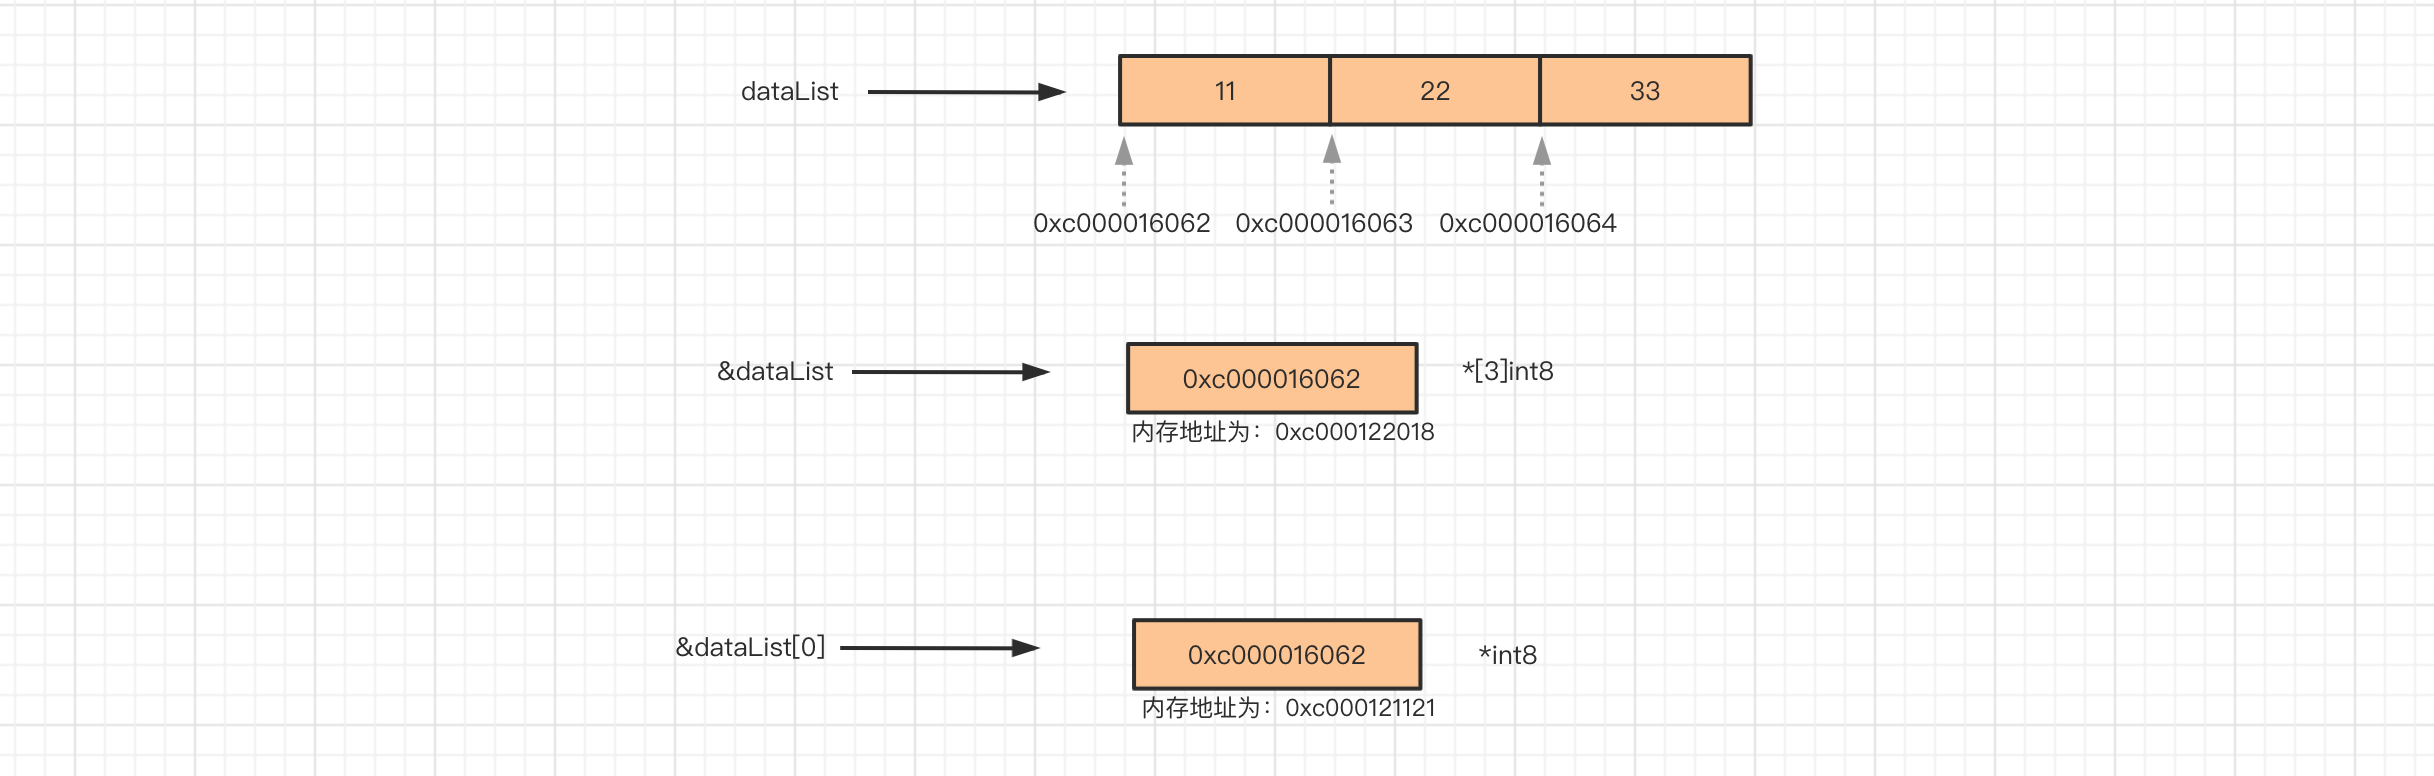 dataList 11 22 33
0xc000016062 0xc000016063 0xc000016064
&dataList 0xc000016062 *[3]int8
内存地址为：0xc000122018
&dataList[0] 0xc000016062 *int8
内存地址为：0xc000121121